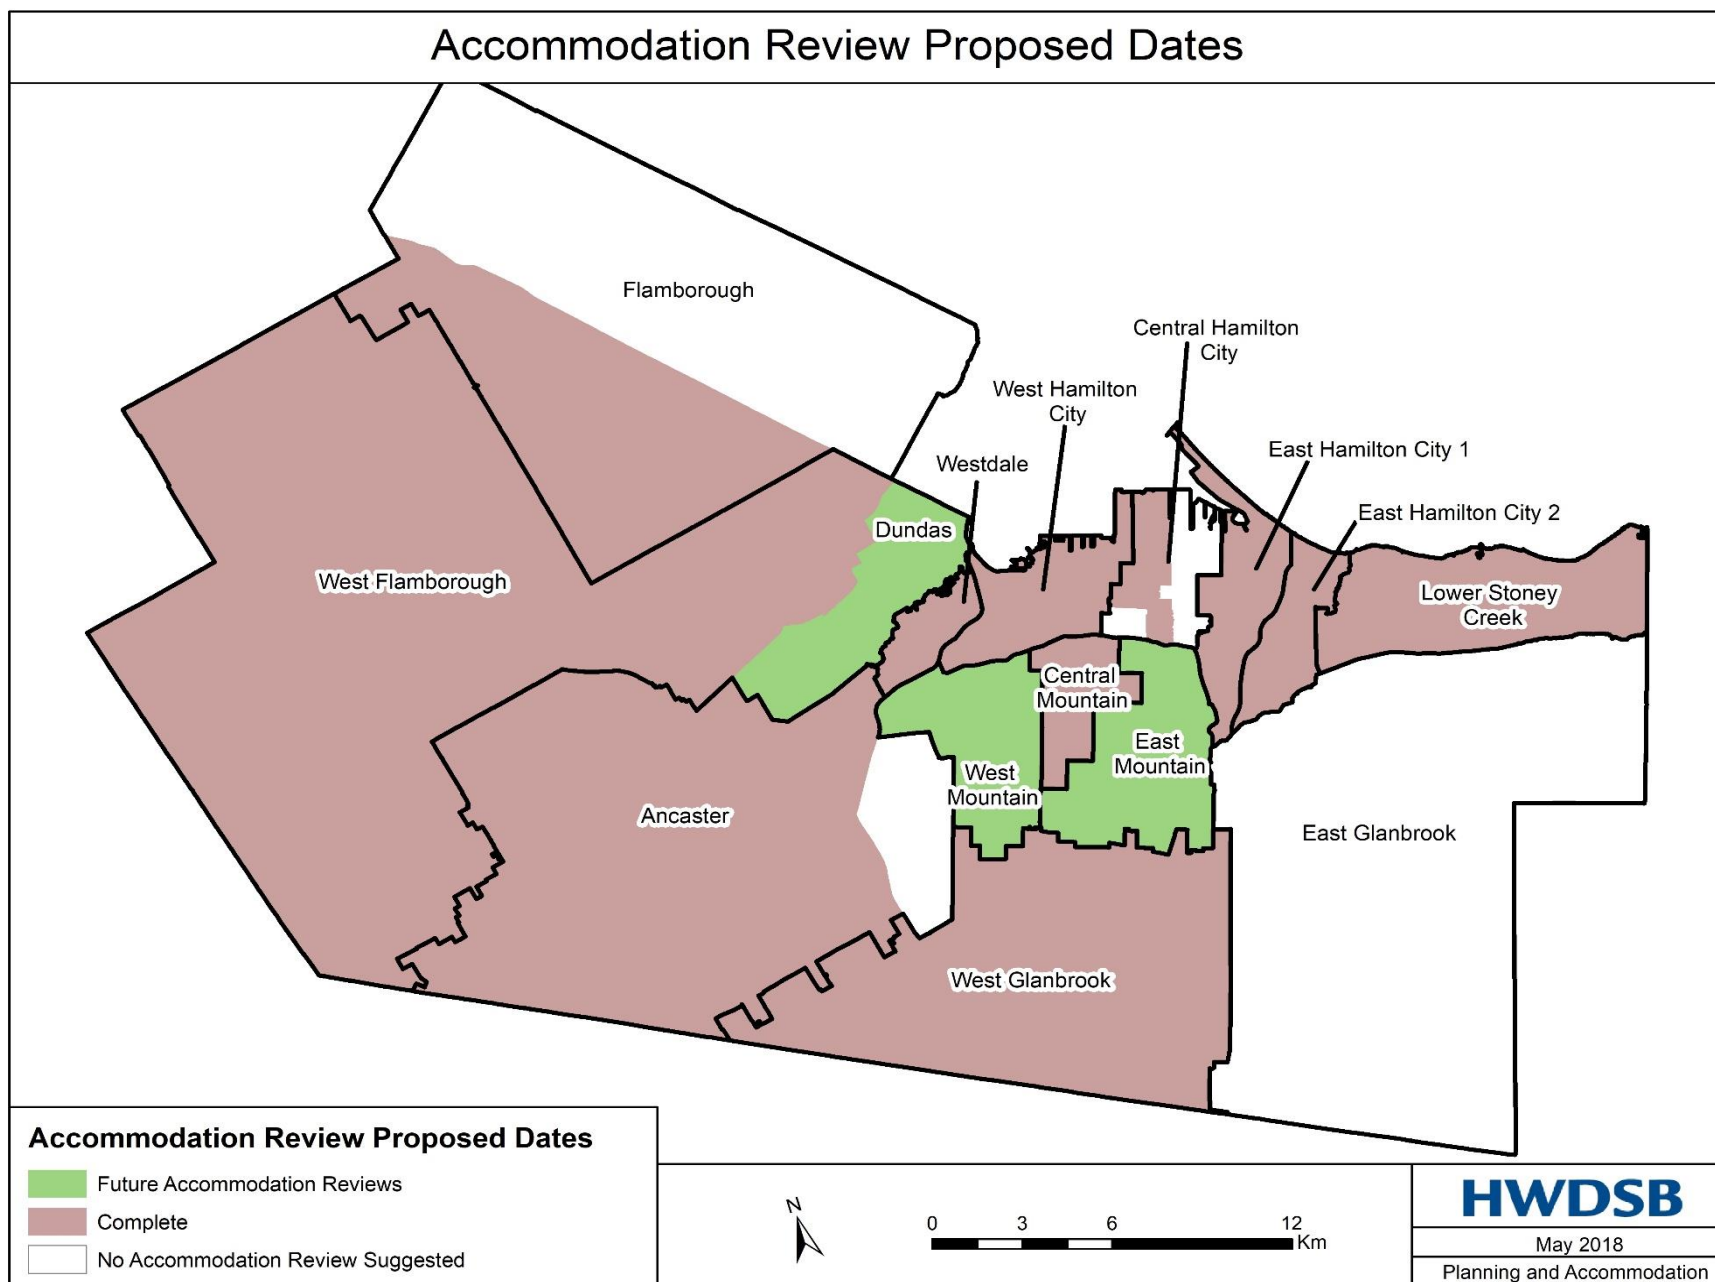 Accommodation Review Proposed Dates
Flamborough
Central Hamilton
City
West Hamilton
City
East Hamilton City 1
Westdale
East Hamilton City 2
Dundas
West Flamborough
Lower Stoney
Creek
Central
Mountain
East
Mountain
West
Mountain
Ancaster
East Glanbrook
West Glanbrook
Accommodation Review Proposed Dates
Future Accommodation Reviews
Complete
No Accommodation Review Suggested
N
0 3 6 12
Km
HWDSB
May 2018
Planning and Accommodation